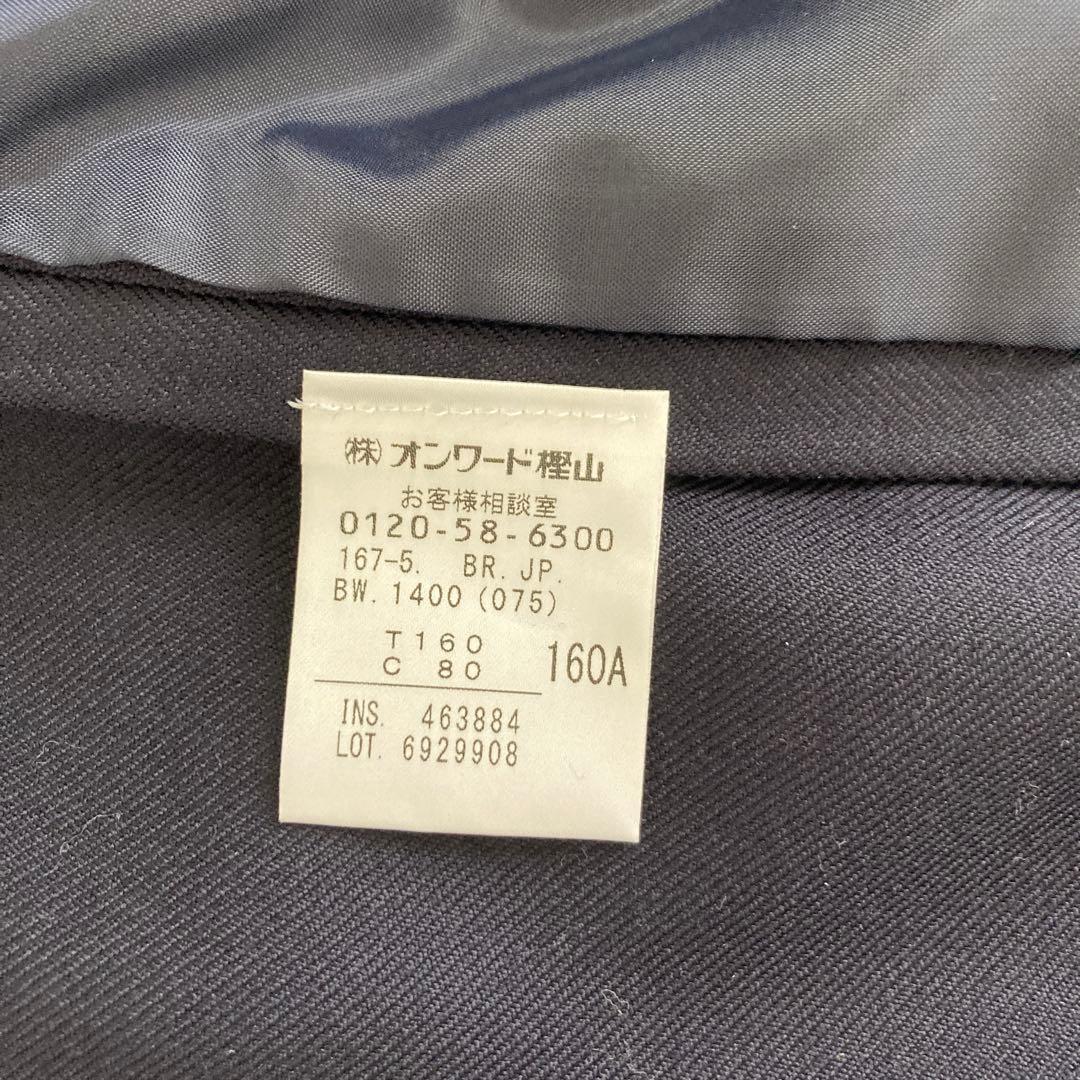 ㈱オンワード樫山
お客様相談室
0120-58-6300
167-5. BR. JP.
BW. 1400 (075)
T160
C 80
160A
INS. 463884
LOT. 6929908